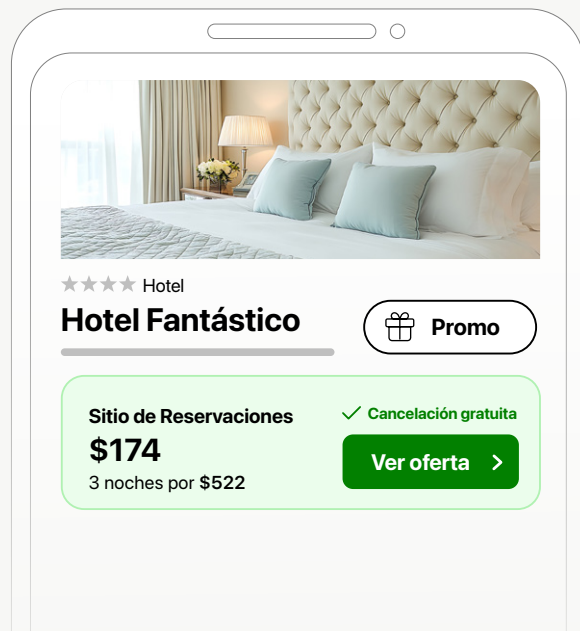 Hotel
Hotel Fantástico
Promo
Sitio de Reservaciones
$174
3 noches por $522
Cancelación gratuita
Ver oferta